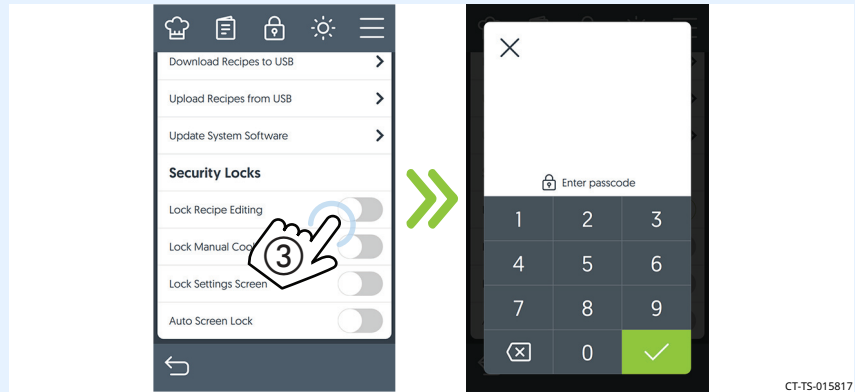 Download Recipes to USB
Upload Recipes from USB
Update System Software
Security Locks
Lock Recipe Editing
Lock Manual
Lock Settings Screen
Auto Screen Lock
3
Enter passcode
1 2 3
4 5 6
7 8 9
0
CT-TS-015817